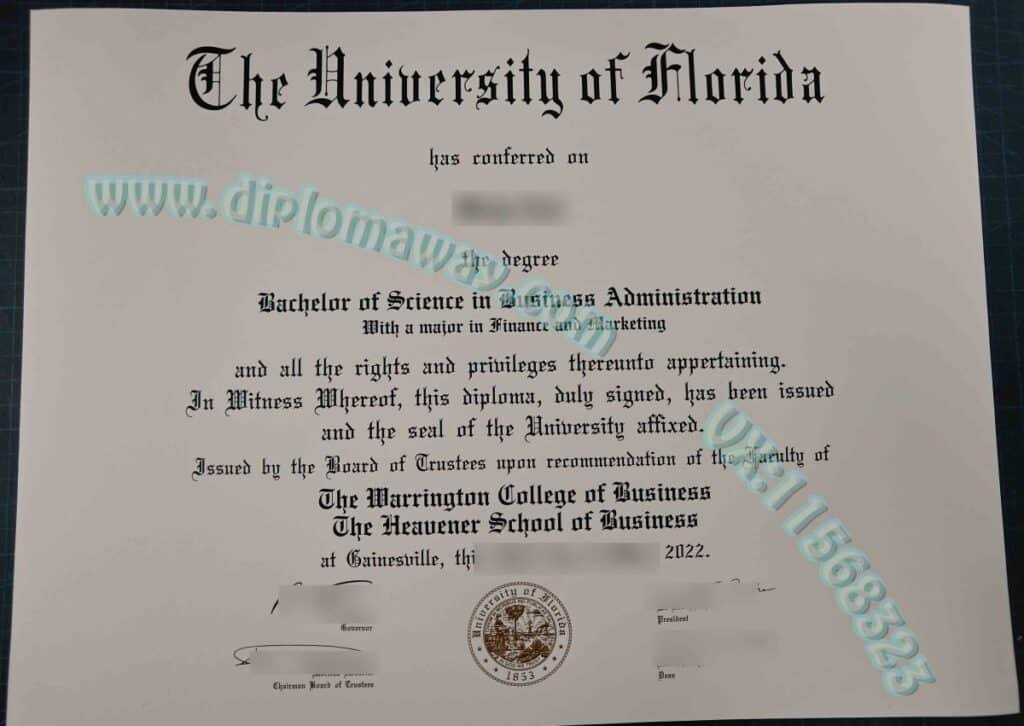 The University of Florida
has conferred on
the degree
Bachelor of Science in Business Administration
With a major in Finance and Marketing
and all the rights and privileges thereunto appertaining.
In Witness Whereof, this diploma, duly signed, has been issued
and the seal of the University affixed.
Issued by the Board of Trustees upon recommendation of the Faculty of
The Warrington College of Business
The Heavener School of Business
at Gainesville, thi 2022.
Governor
Chairman Board of Trustees
University of Florida
1853
President
Dean
www.diplomaway.com
VX:11568323